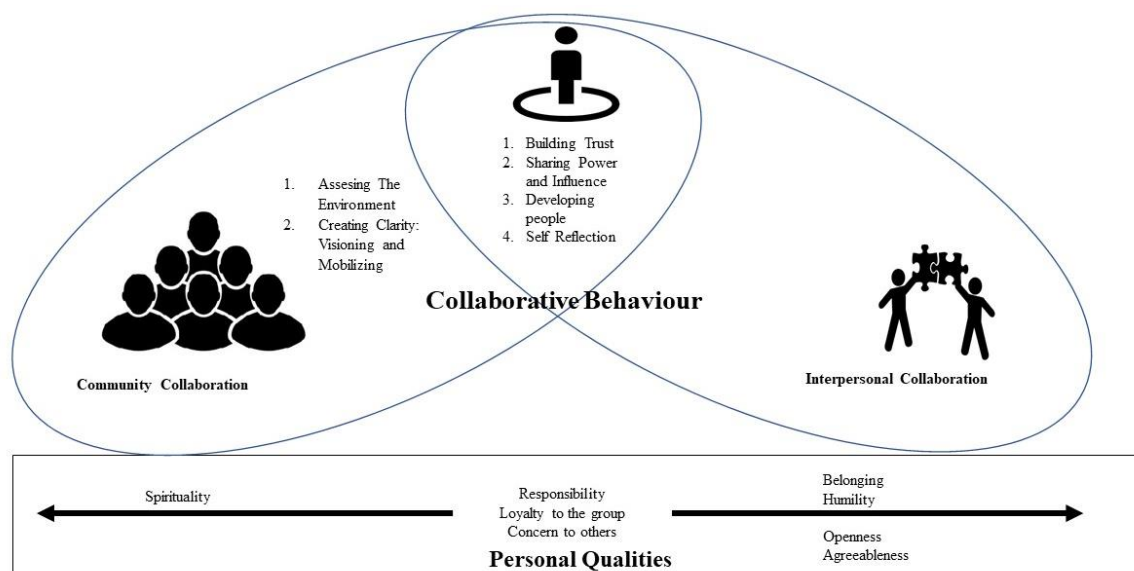 1. Building Trust
2. Sharing Power
and Influence
3. Developing
people
4. Self Reflection
1. Assesing The
Environment
2. Creating Clarity:
Visioning and
Mobilizing
Collaborative Behaviour
Community Collaboration
Interpersonal Collaboration
Spirituality
Responsibility
Loyalty to the group
Concern to others
Belonging
Humility
Openness
Agreeableness
Personal Qualities